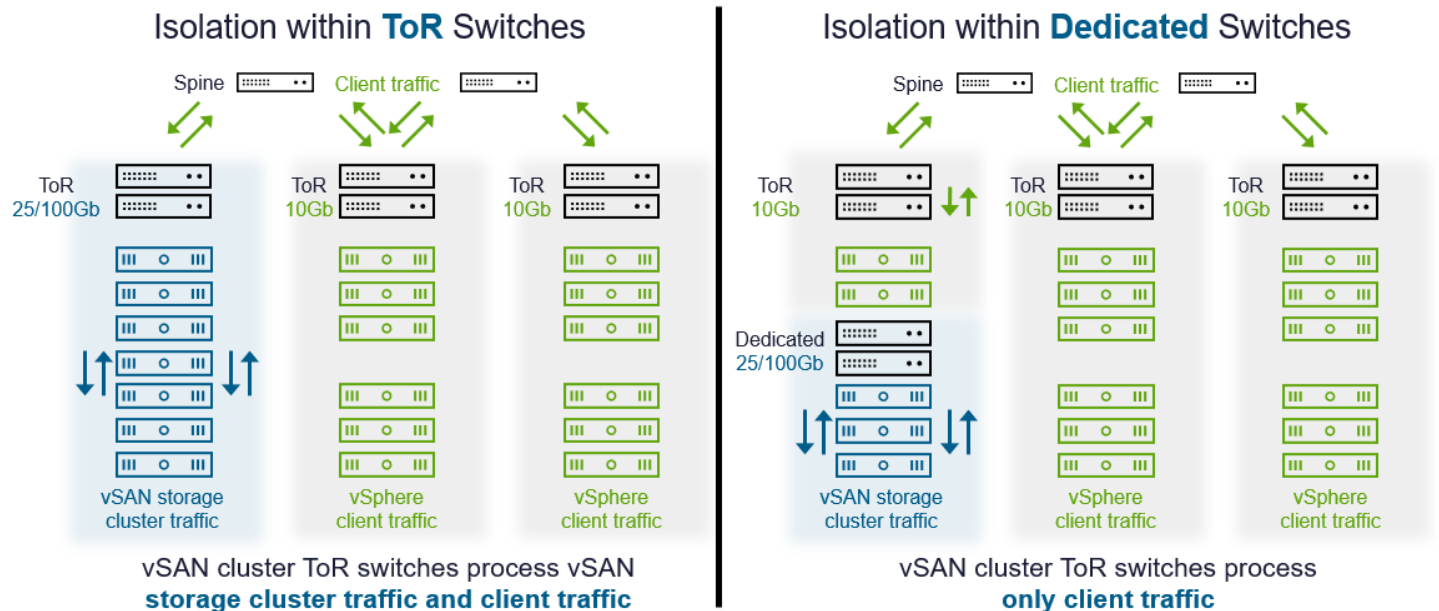 Isolation within ToR Switches
Spine
Client traffic
ToR
25/100Gb
ToR
10Gb
ToR
10Gb
vSAN storage
cluster traffic
vSphere
client traffic
vSphere
client traffic
vSAN cluster ToR switches process vSAN
storage cluster traffic and client traffic
Isolation within Dedicated Switches
Spine
Client traffic
ToR
10Gb
ToR
10Gb
ToR
10Gb
Dedicated
25/100Gb
vSAN storage
cluster traffic
vSphere
client traffic
vSphere
client traffic
vSAN cluster ToR switches process
only client traffic